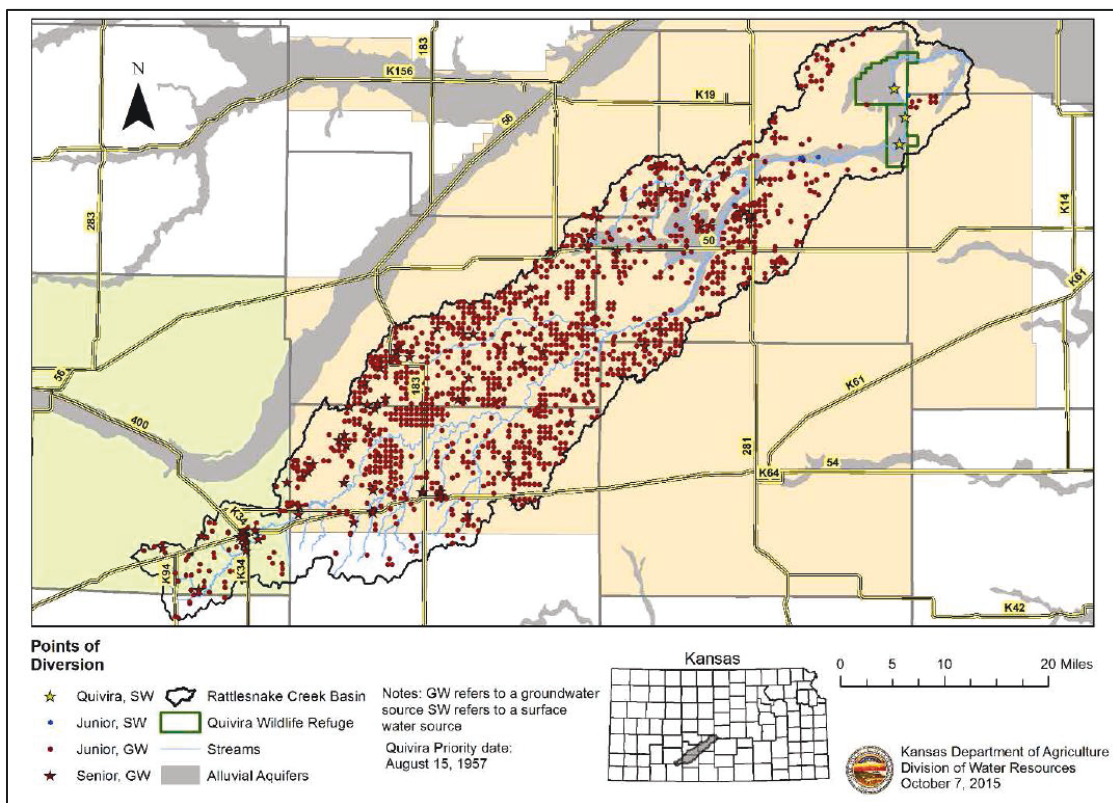 N
183
K156
K19
56
283
K14
50
K61
56
183
K61
400
281
54
K64
K34
K94
K34
K42
Points of
Diversion
Quivira, SW
Junior, SW
Junior, GW
Senior, GW
Rattlesnake Creek Basin
Quivira Wildlife Refuge
Streams
Alluvial Aquifers
Notes: GW refers to a groundwater
source SW refers to a surface
water source
Quivira Priority date:
August 15, 1957
Kansas
0 5 10 20 Miles
Kansas Department of Agriculture
Division of Water Resources
October 7, 2015